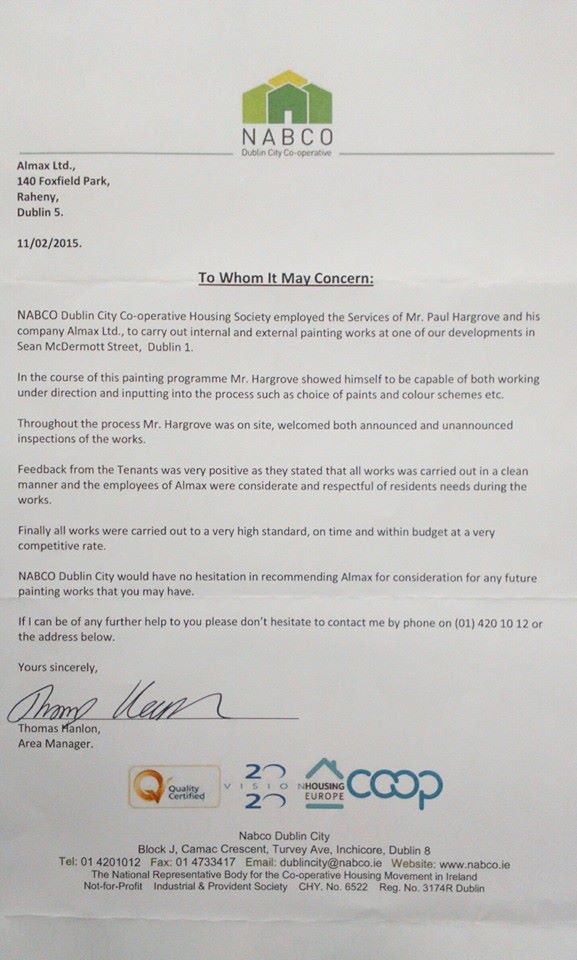 NABCO
Dublin City Co-operative
Almax Ltd.,
140 Foxfield Park,
Raheny,
Dublin 5.
11/02/2015.
To Whom It May Concern:
NABCO Dublin City Co-operative Housing Society employed the Services of Mr. Paul Hargrove and his
company Almax Ltd., to carry out internal and external painting works at one of our developments in
Sean McDermott Street, Dublin 1.
In the course of this painting programme Mr. Hargrove showed himself to be capable of both working
under direction and inputting into the process such as choice of paints and colour schemes etc.
Throughout the process Mr. Hargrove was on site, welcomed both announced and unannounced
inspections of the works.
Feedback from the Tenants was very positive as they stated that all works was carried out in a clean
manner and the employees of Almax were considerate and respectful of residents needs during the
works.
Finally all works were carried out to a very high standard, on time and within budget at a very
competitive rate.
NABCO Dublin City would have no hesitation in recommending Almax for consideration for any future
painting works that you may have.
If I can be of any further help to you please don't hesitate to contact me by phone on (01) 420 10 12 or
the address below.
Yours sincerely,
Thomas Hanlon,
Area Manager.
Q Quality
Certified
20
VISION
20
HOUSING
EUROPE
coop
Nabco Dublin City
Block J, Camac Crescent, Turvey Ave, Inchicore, Dublin 8
Tel: 01 4201012 Fax: 01 4733417 Email: dublincity@nabco.ie Website: www.nabco.ie
The National Representative Body for the Co-operative Housing Movement in Ireland
Not-for-Profit Industrial & Provident Society CHY. No. 6522 Reg. No. 3174R Dublin